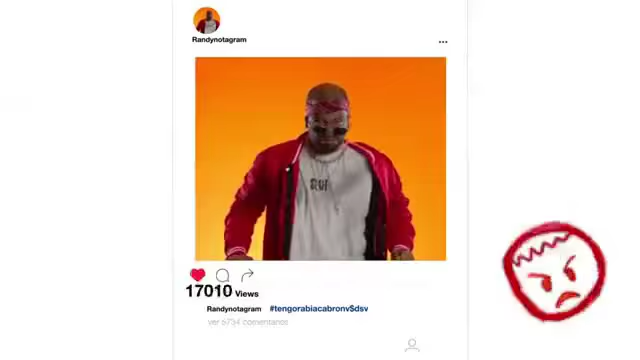 Randynotagram
17010 Views
Randynotagram #tengorabiacabronv$dsv
ver 5734 comentarios